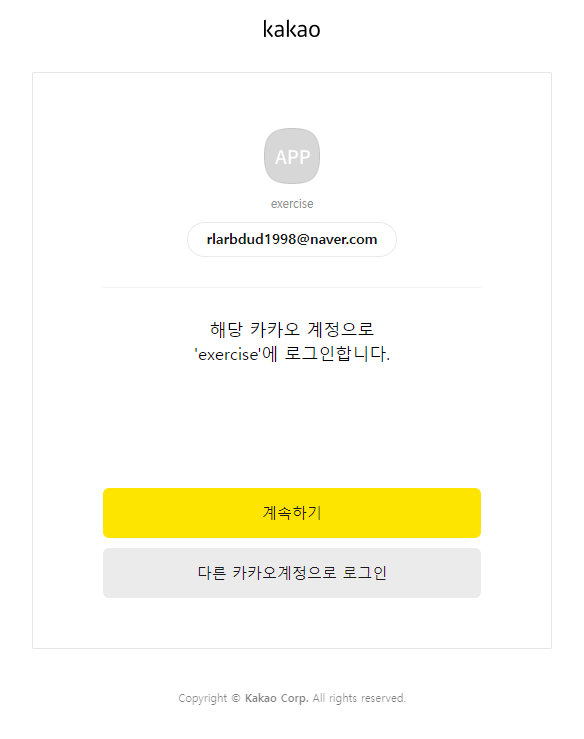 kakao
APP
exercise
rlarbdud1998@naver.com
해당 카카오 계정으로
'exercise'에 로그인합니다.
계속하기
다른 카카오계정으로 로그인
Copyright © Kakao Corp. All rights reserved.